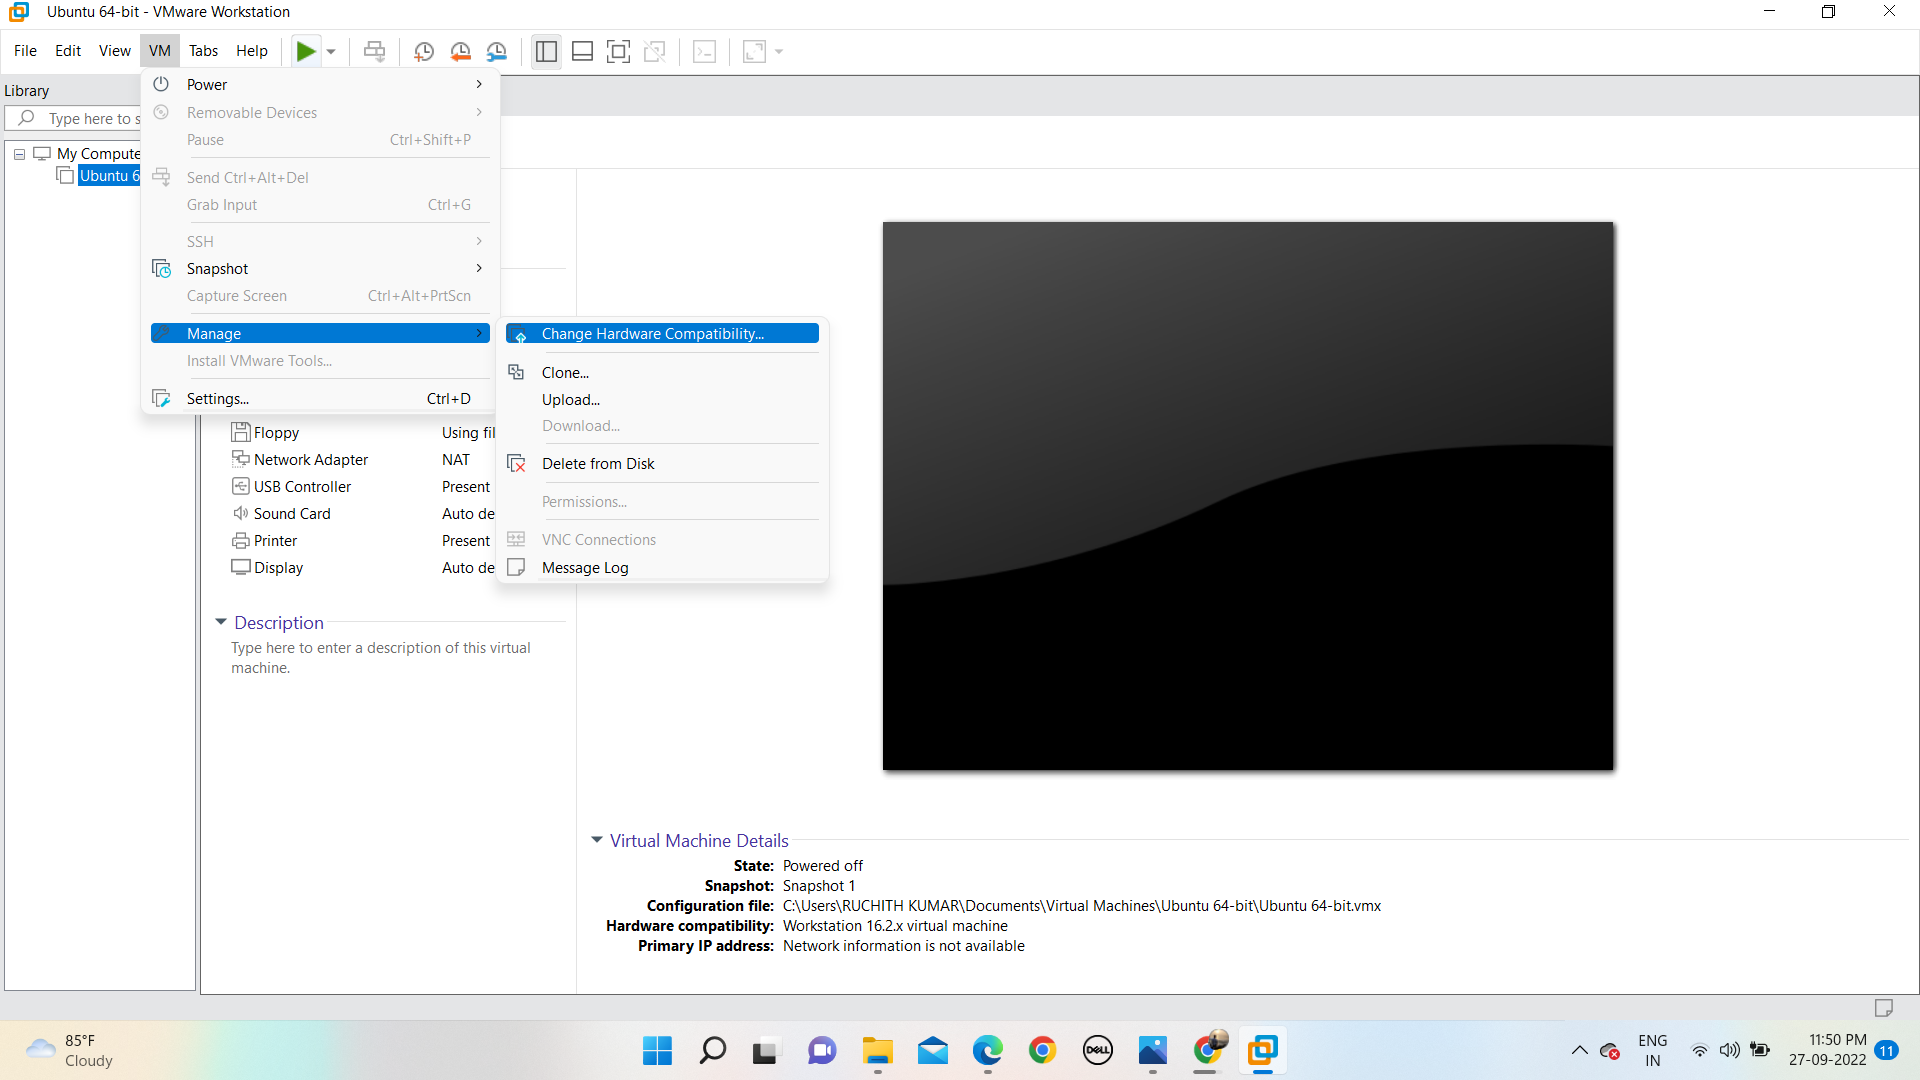 Ubuntu 64-bit - VMware Workstation
File Edit View VM Tabs Help
Library
Type here to s
My Compute
Ubuntu 6
Power
Removable Devices
Pause Ctrl+Shift+P
Send Ctrl+Alt+Del
Grab Input Ctrl+G
SSH
Snapshot
Capture Screen Ctrl+Alt+PrtScn
Manage
Install VMware Tools...
Settings... Ctrl+D
Change Hardware Compatibility...
Clone...
Upload...
Download...
Delete from Disk
Permissions...
VNC Connections
Message Log
Floppy Using fil
Network Adapter NAT
USB Controller Present
Sound Card Auto de
Printer Present
Display Auto de
Description
Type here to enter a description of this virtual
machine.
Virtual Machine Details
State: Powered off
Snapshot: Snapshot 1
Configuration file: C:\Users\RUCHITH KUMAR\Documents\Virtual Machines\Ubuntu 64-bit\Ubuntu 64-bit.vmx
Hardware compatibility: Workstation 16.2.x virtual machine
Primary IP address: Network information is not available
85°F
Cloudy
DELL
ENG
IN
11:50 PM
27-09-2022
11